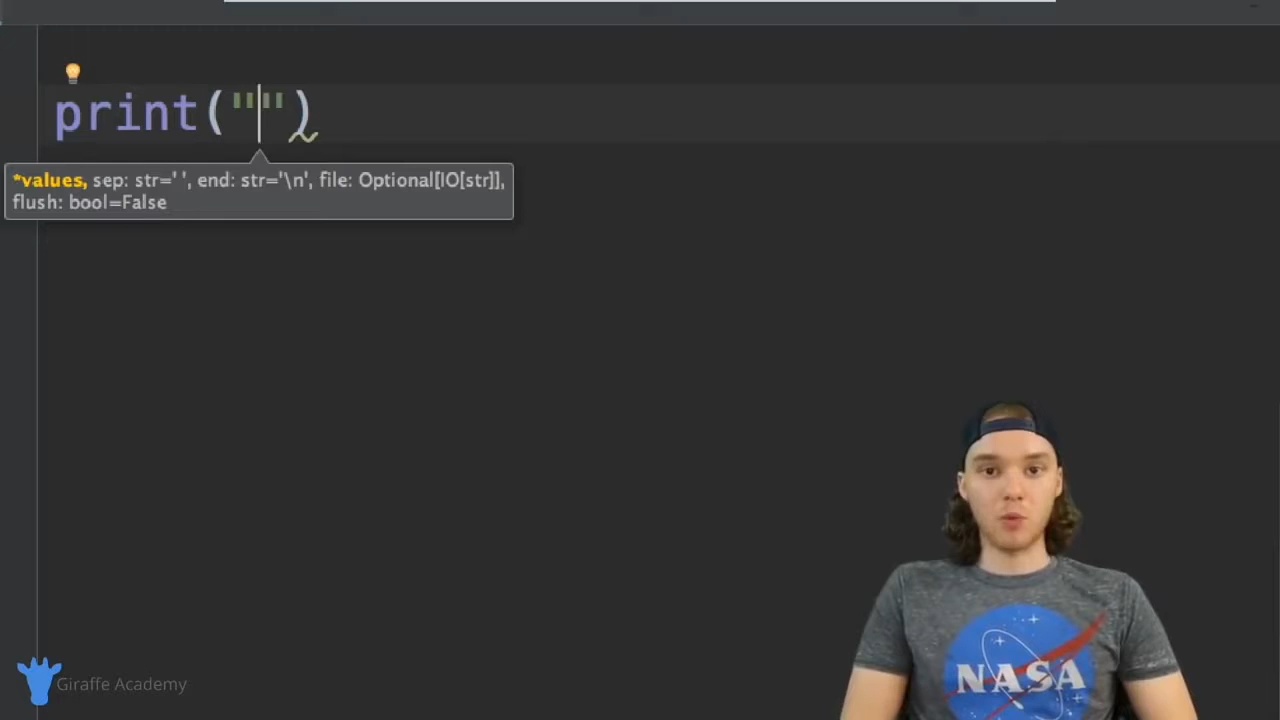 print("")
*values, sep: str=' ', end: str='\n', file: Optional[IO[str]],
flush: bool=False
NASA
Giraffe Academy